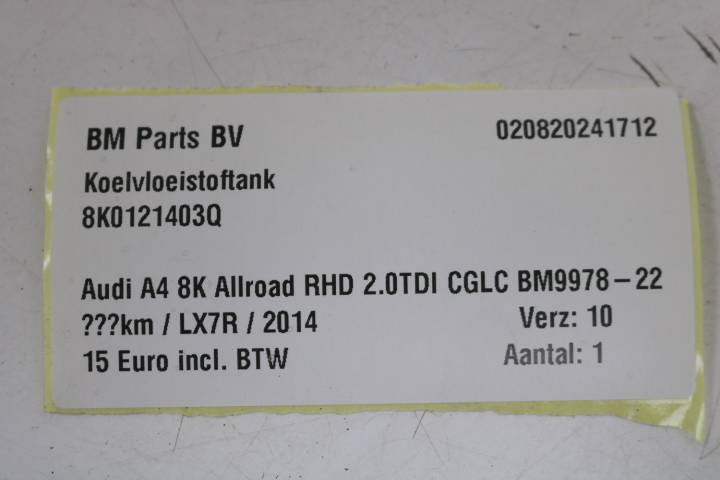 BM Parts BV 020820241712
Koelvloeistoftank
8K0121403Q
Audi A4 8K Allroad RHD 2.0TDI CGLC BM9978-22
???km / LX7R / 2014 Verz: 10
15 Euro incl. BTW Aantal: 1